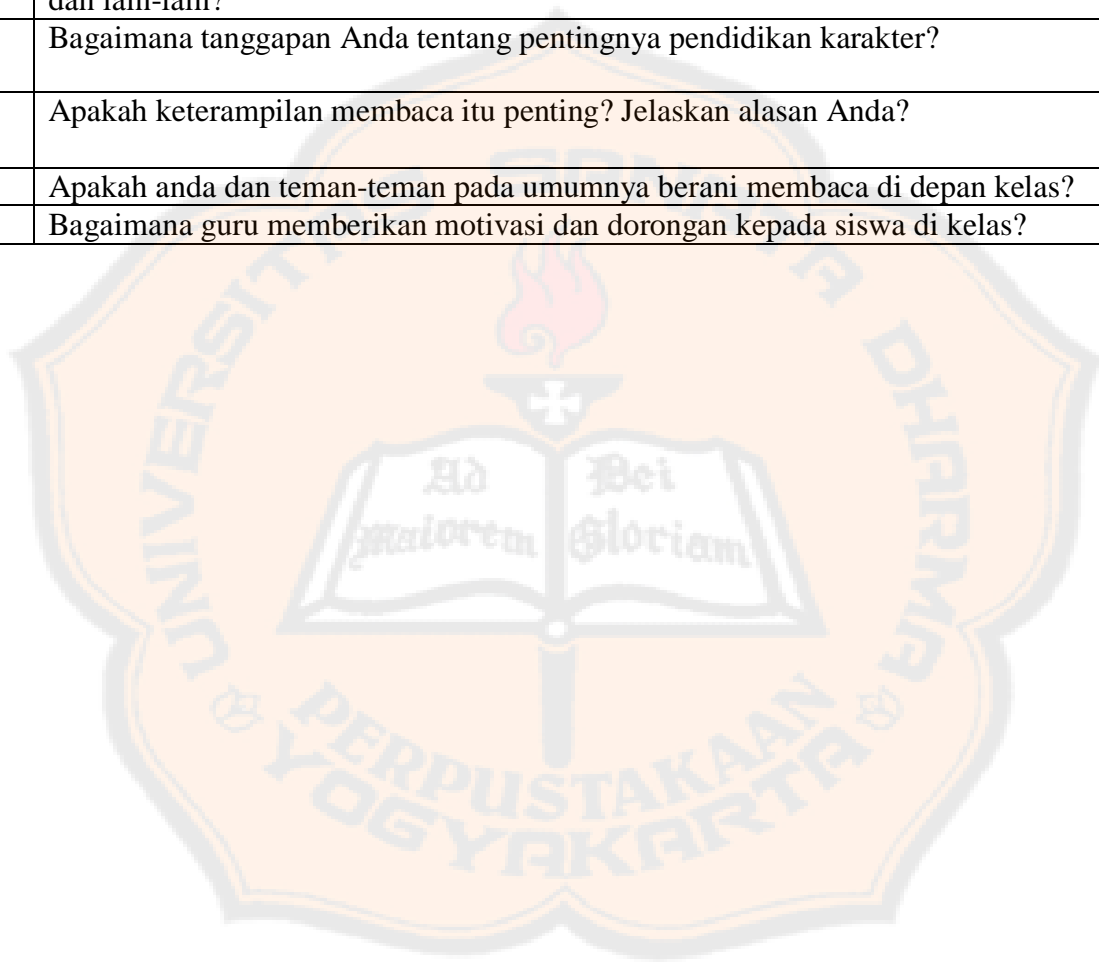 dan lain-lain?
Bagaimana tanggapan Anda tentang pentingnya pendidikan karakter?
Apakah keterampilan membaca itu penting? Jelaskan alasan Anda?
Apakah anda dan teman-teman pada umumnya berani membaca di depan kelas?
Bagaimana guru memberikan motivasi dan dorongan kepada siswa di kelas?
UNIVERSITAS SANATA DHARMA
Ad Dei
Maiorem Gloriam
PERPUSTAKAAN
YOGYAKARTA